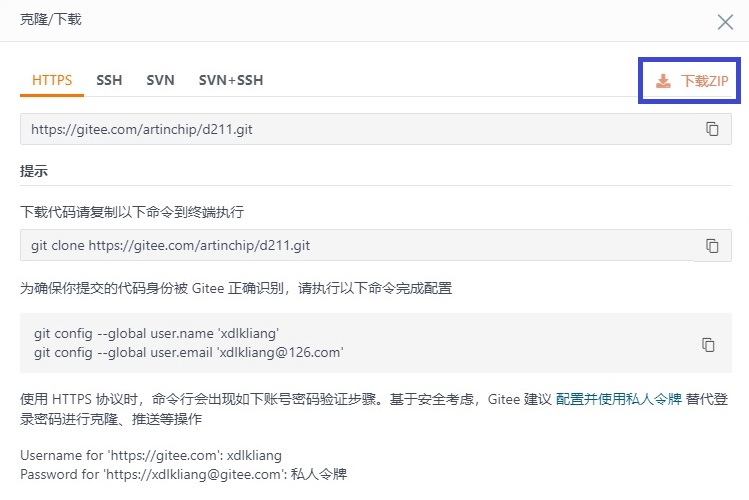 克隆/下载
HTTPS SSH SVN SVN+SSH 下载ZIP
https://gitee.com/artinchip/d211.git
提示
下载代码请复制以下命令到终端执行
git clone https://gitee.com/artinchip/d211.git
为确保你提交的代码身份被 Gitee 正确识别，请执行以下命令完成配置
git config --global user.name 'xdlkliang'
git config --global user.email 'xdlkliang@126.com'
使用 HTTPS 协议时，命令行会出现如下账号密码验证步骤。基于安全考虑，Gitee 建议 配置并使用私人令牌 替代登
录密码进行克隆、推送等操作
Username for 'https://gitee.com': xdlkliang
Password for 'https://xdlkliang@gitee.com': 私人令牌